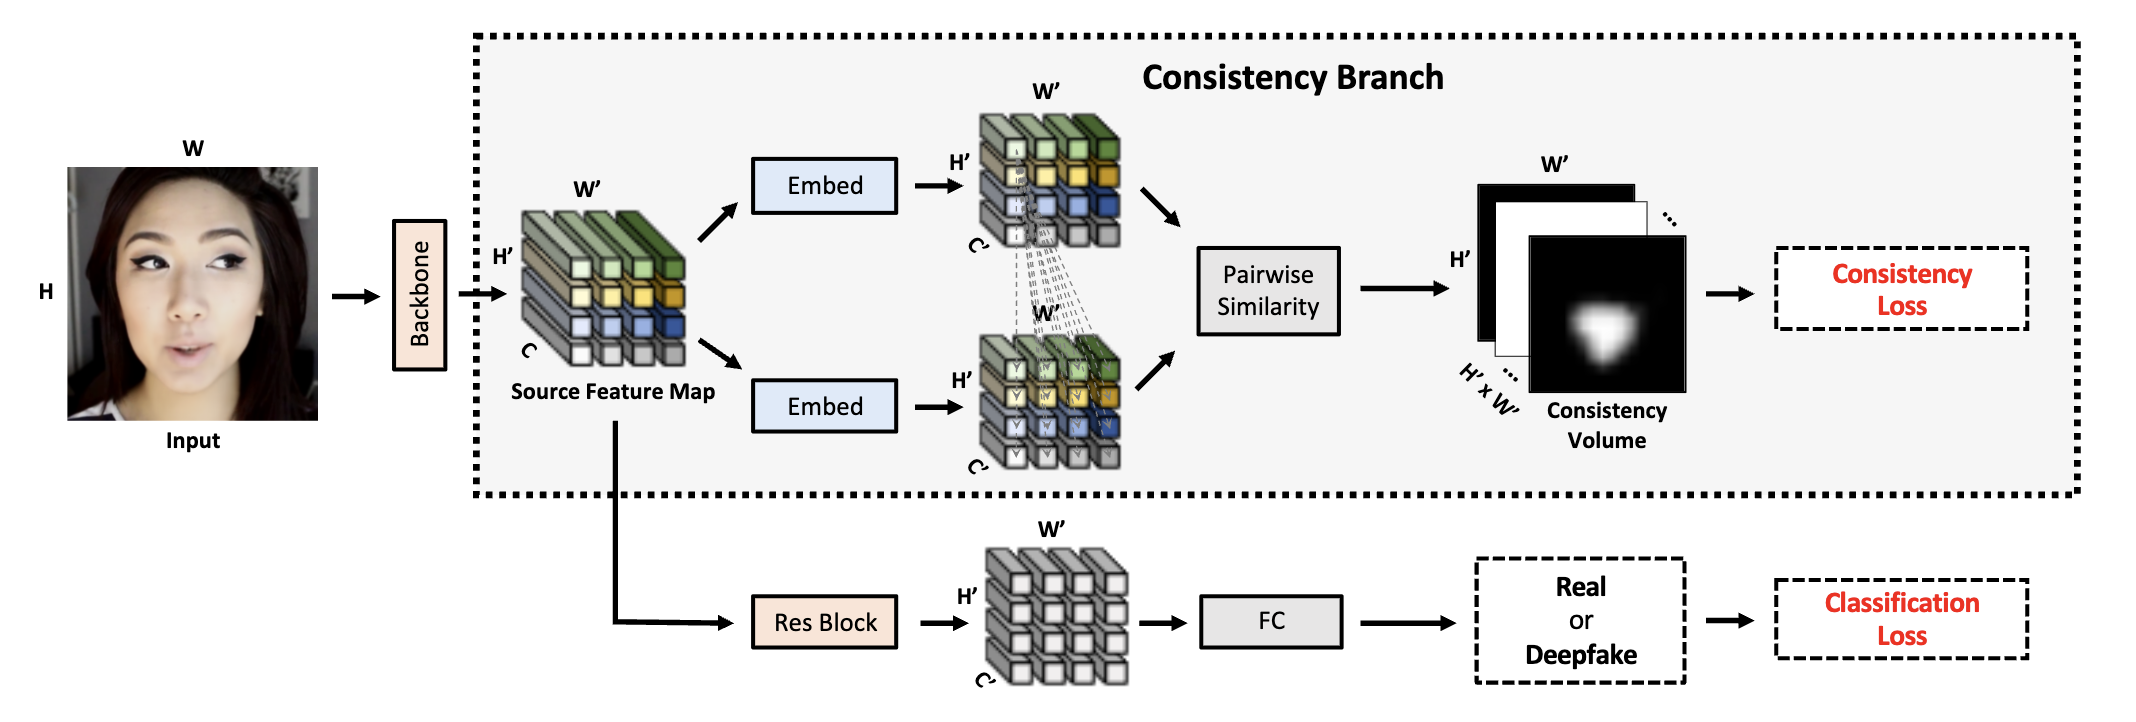 Consistency Branch
W
H
Input
Backbone
W’
H’
C
Source Feature Map
Embed
W’
H’
C’
Embed
W’
H’
C’
Pairwise
Similarity
W’
H’
H’ x W’
...
...
Consistency
Volume
Consistency
Loss
Res Block
W’
H’
C’
FC
Real
or
Deepfake
Classification
Loss